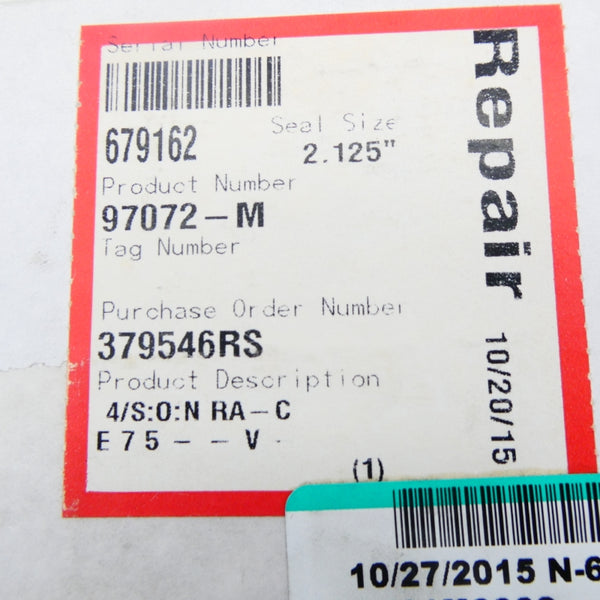 Serial Number
679162
Seal Size
2.125"
Product Number
97072-M
Tag Number
Purchase Order Number
379546RS
Product Description
4/S:O:N RA-C
E75--V-
(1)
Repair 10/20/15
10/27/2015 N-6